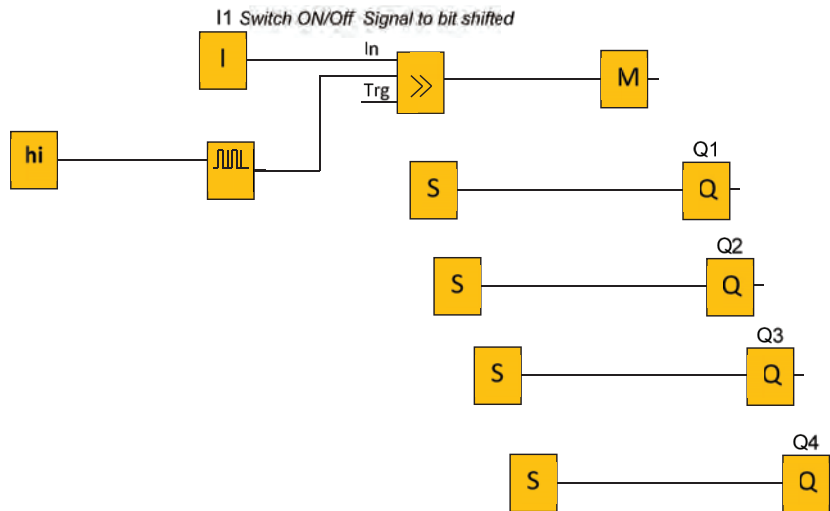 I1 Switch ON/Off Signal to bit shifted
I
In
Trg
M
hi
Q1
S
Q
Q2
S
Q
Q3
S
Q
Q4
S
Q